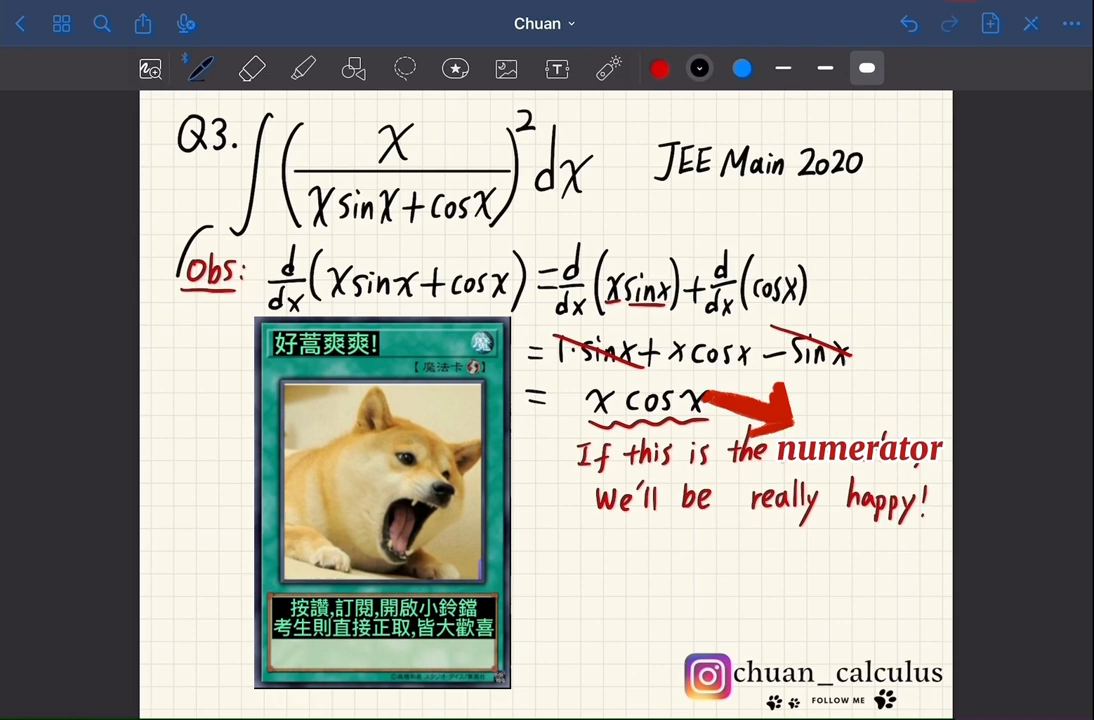 Chuan
Q3. ∫ (x / (x sin x + cos x))² dx JEE Main 2020
Obs: d/dx (x sin x + cos x) = d/dx (x sin x) + d/dx (cos x)
= 1·sin x + x cos x − sin x
= x cos x
If this is the numerator
We'll be really happy!
好蒿爽爽!
魔
【魔法卡】
按讚,訂閱,開啟小鈴鐺
考生則直接正取,皆大歡喜
chuan_calculus
FOLLOW ME